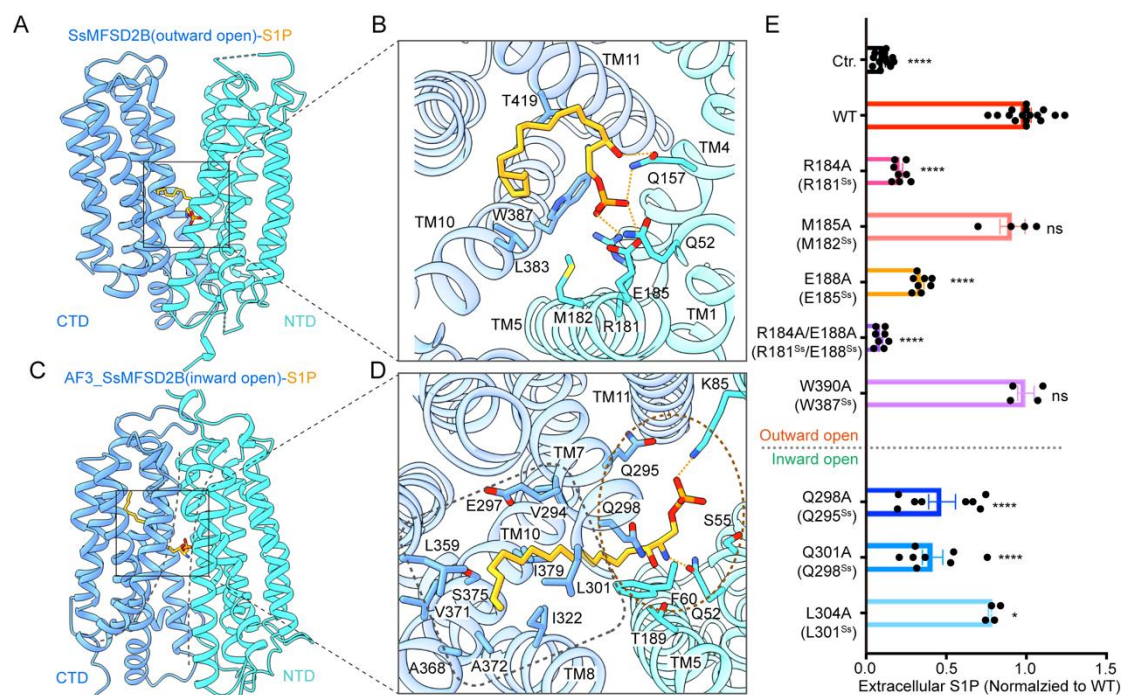 A
SsMFSD2B(outward open)-S1P
CTD
NTD
B
TM11
T419
TM4
Q157
W387
TM10
L383
Q52
E185
M182
R181
TM5
TM1
C
AF3_SsMFSD2B(inward open)-S1P
CTD
NTD
D
K85
TM11
TM7
Q295
E297
V294
Q298
S55
TM10
L359
I379
L301
S375
F60
V371
I322
Q52
T189
A368
A372
TM8
TM5
E
Ctr.
****
WT
R184A
(R181Ss)
****
M185A
(M182Ss)
ns
E188A
(E185Ss)
****
R184A/E188A
(R181Ss/E188Ss)
****
W390A
(W387Ss)
ns
Outward open
Inward open
Q298A
(Q295Ss)
****
Q301A
(Q298Ss)
****
L304A
(L301Ss)
*
0.0 0.5 1.0 1.5
Extracellular S1P (Normalzied to WT)